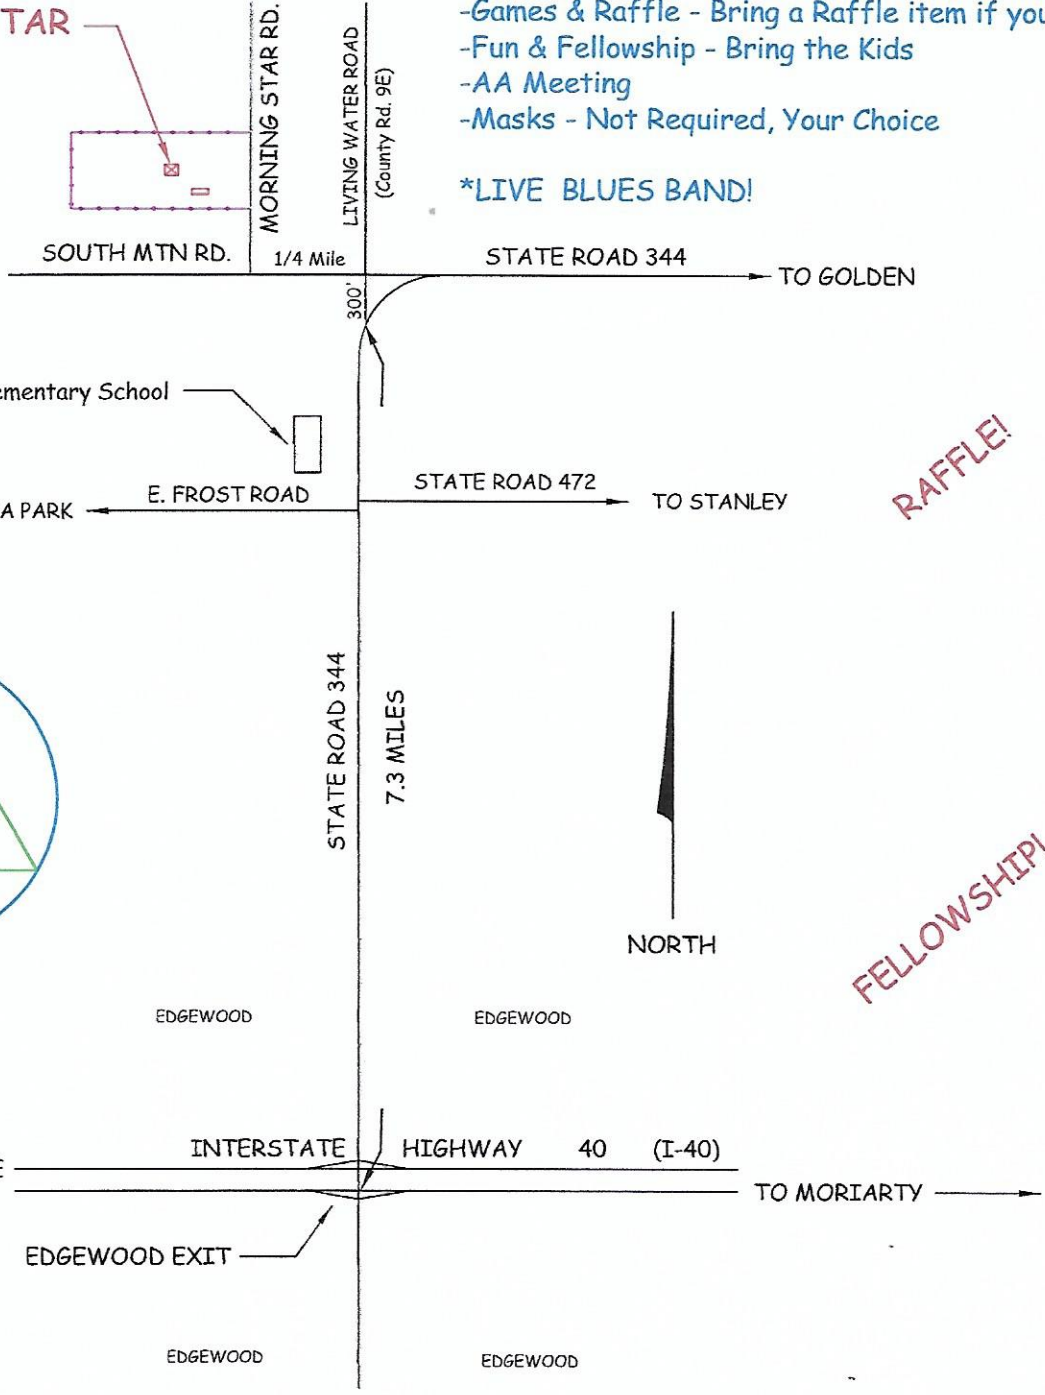 TAR
-Games & Raffle - Bring a Raffle item if you
-Fun & Fellowship - Bring the Kids
-AA Meeting
-Masks - Not Required, Your Choice
*LIVE BLUES BAND!
MORNING STAR RD.
LIVING WATER ROAD
(County Rd. 9E)
SOUTH MTN RD.
1/4 Mile
STATE ROAD 344
TO GOLDEN
300'
ementary School
RAFFLE!
E. FROST ROAD
STATE ROAD 472
A PARK
TO STANLEY
STATE ROAD 344
7.3 MILES
NORTH
FELLOWSHIP!
EDGEWOOD
EDGEWOOD
INTERSTATE HIGHWAY 40 (I-40)
E
TO MORIARTY
EDGEWOOD EXIT
EDGEWOOD
EDGEWOOD